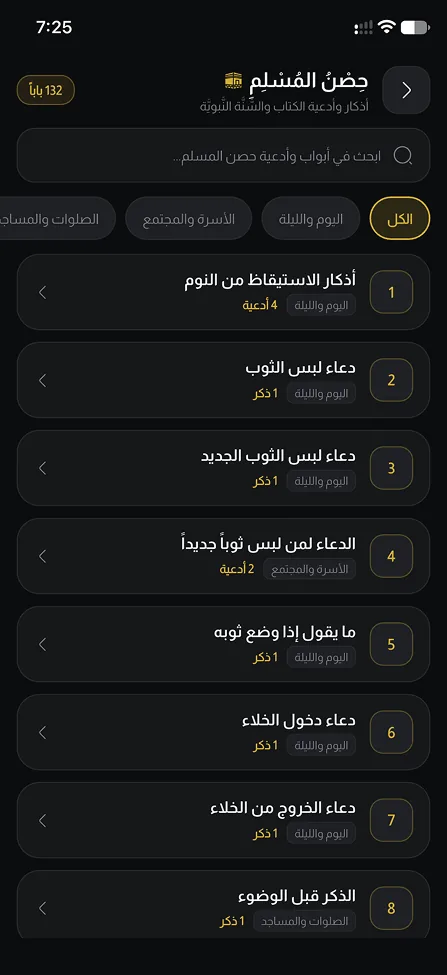 7:25
حِصْنُ المُسْلِمِ 🕋
أذكار وأدعية الكتاب والسُّنَّة النَّبويَّة
132 باباً
ابحث في أبواب وأدعية حصن المسلم...
الكل
اليوم والليلة
الأسرة والمجتمع
الصلوات والمساجد
1
أذكار الاستيقاظ من النوم
اليوم والليلة 4 أدعية
2
دعاء لبس الثوب
اليوم والليلة 1 ذكر
3
دعاء لبس الثوب الجديد
اليوم والليلة 1 ذكر
4
الدعاء لمن لبس ثوباً جديداً
الأسرة والمجتمع 2 أدعية
5
ما يقول إذا وضع ثوبه
اليوم والليلة 1 ذكر
6
دعاء دخول الخلاء
اليوم والليلة 1 ذكر
7
دعاء الخروج من الخلاء
اليوم والليلة 1 ذكر
8
الذكر قبل الوضوء
الصلوات والمساجد 1 ذكر